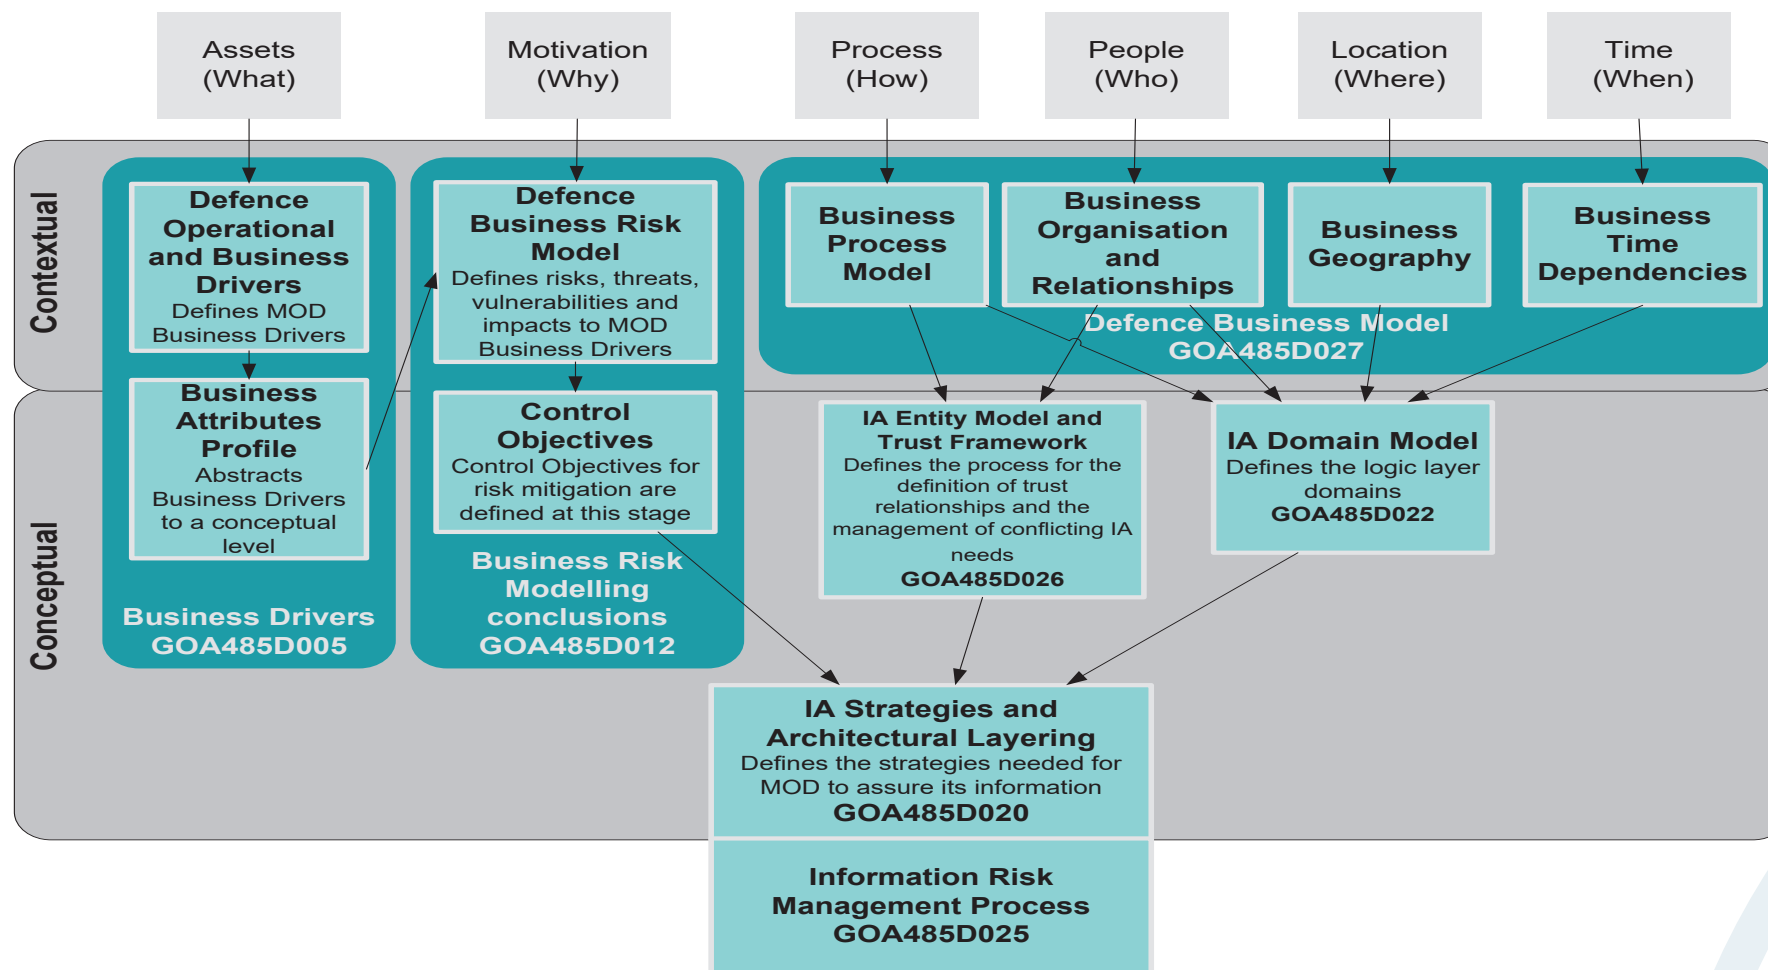 Assets
(What)
Motivation
(Why)
Process
(How)
People
(Who)
Location
(Where)
Time
(When)
Contextual
Defence
Operational
and Business
Drivers
Defines MOD
Business Drivers
Defence
Business Risk
Model
Defines risks, threats,
vulnerabilities and
impacts to MOD
Business Drivers
Business
Process
Model
Business
Organisation
and
Relationships
Business
Geography
Business
Time
Dependencies
Defence Business Model
GOA485D027
Conceptual
Business
Attributes
Profile
Abstracts
Business Drivers
to a conceptual
level
Business Drivers
GOA485D005
Control
Objectives
Control Objectives for
risk mitigation are
defined at this stage
Business Risk
Modelling
conclusions
GOA485D012
IA Entity Model and
Trust Framework
Defines the process for the
definition of trust
relationships and the
management of conflicting IA
needs
GOA485D026
IA Domain Model
Defines the logic layer
domains
GOA485D022
IA Strategies and
Architectural Layering
Defines the strategies needed for
MOD to assure its information
GOA485D020
Information Risk
Management Process
GOA485D025